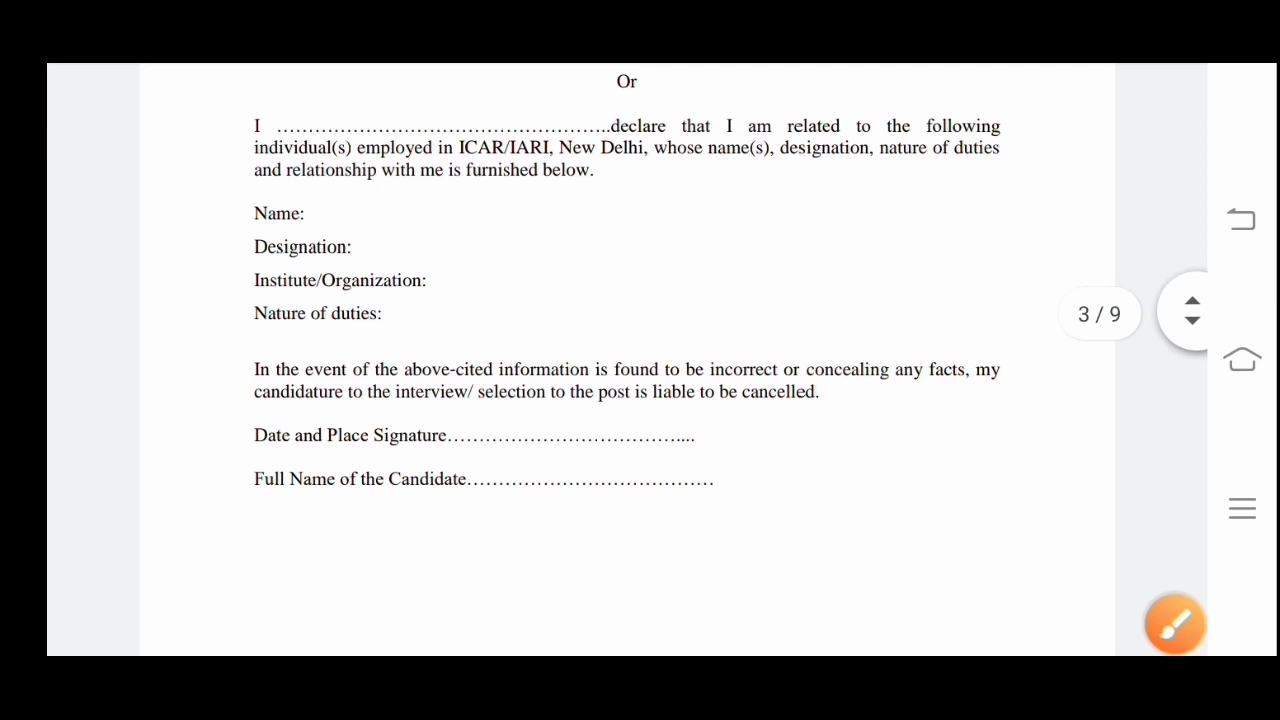 Or
I ……………………………………………..declare that I am related to the following
individual(s) employed in ICAR/IARI, New Delhi, whose name(s), designation, nature of duties
and relationship with me is furnished below.
Name:
Designation:
Institute/Organization:
Nature of duties:
3 / 9
In the event of the above-cited information is found to be incorrect or concealing any facts, my
candidature to the interview/ selection to the post is liable to be cancelled.
Date and Place Signature………………………………....
Full Name of the Candidate…………………………………